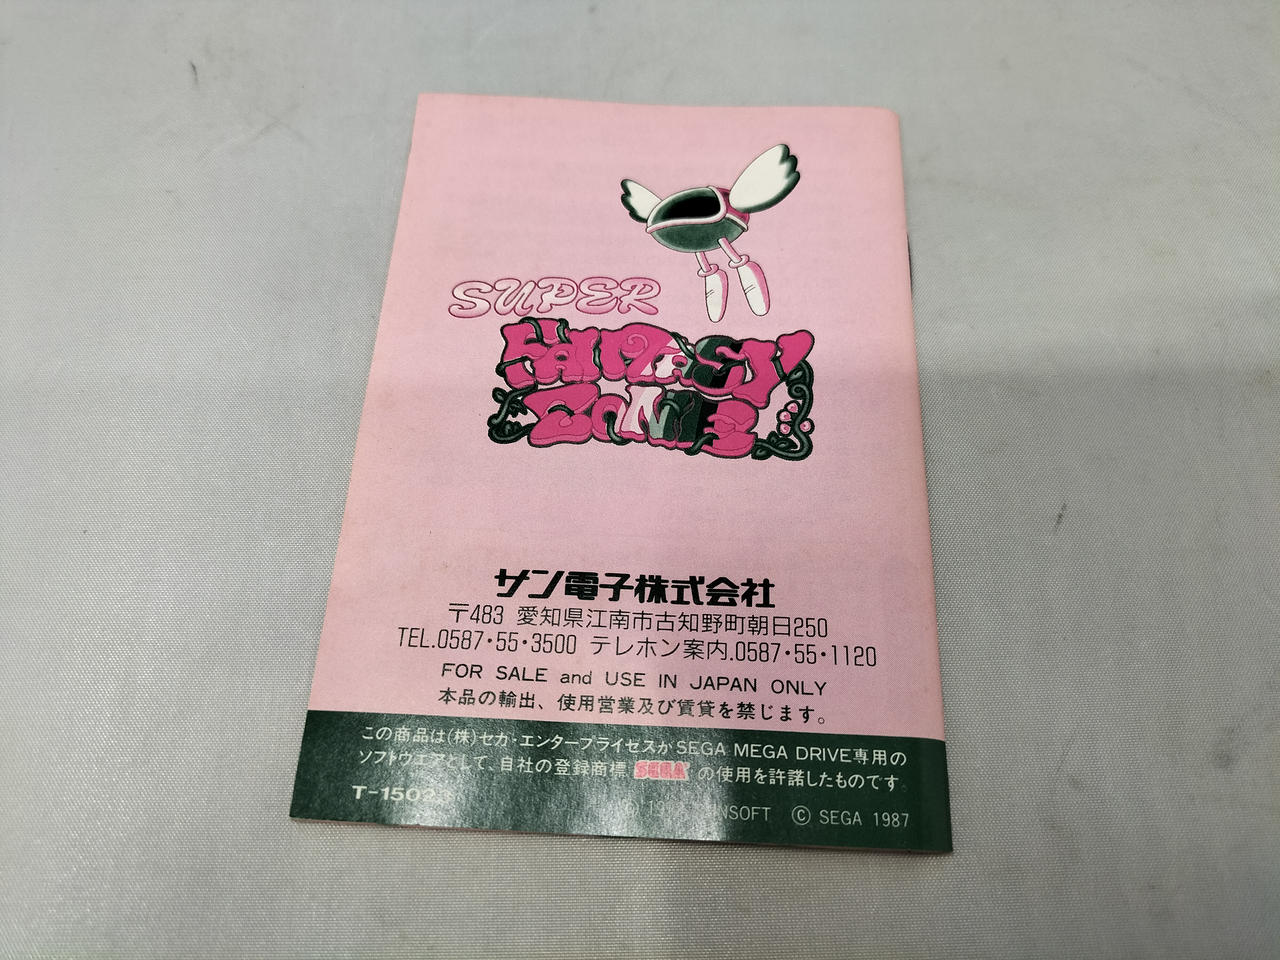 SUPER
FANTASY
ZONE
サン電子株式会社
〒483 愛知県江南市古知野町朝日250
TEL.0587・55・3500 テレホン案内.0587・55・1120
FOR SALE and USE IN JAPAN ONLY
本品の輸出、使用営業及び賃貸を禁じます。
この商品は(株)セガ・エンタープライゼスがSEGA MEGA DRIVE専用の
ソフトウエアとして、自社の登録商標 SEGA の使用を許諾したものです。
© SEGA 1987